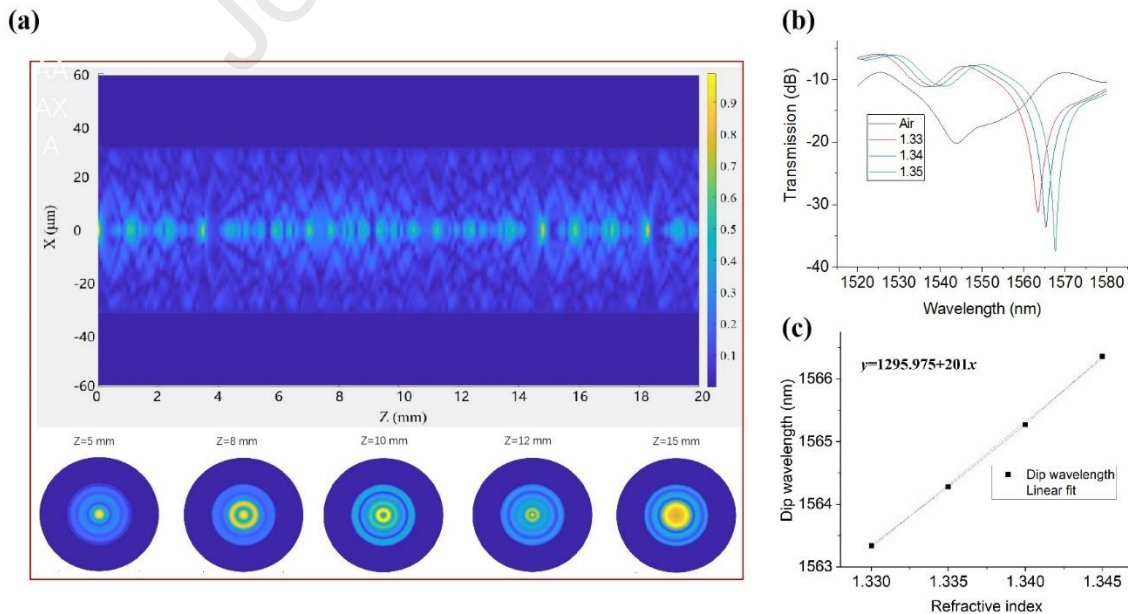 (a)
AA
AX
A
60
40
20
0
-20
-40
-60
X (μm)
0 2 4 6 8 10 12 14 16 18 20
Z (mm)
0.9
0.8
0.7
0.6
0.5
0.4
0.3
0.2
0.1
Z=5 mm Z=8 mm Z=10 mm Z=12 mm Z=15 mm
(b)
-10
-20
-30
-40
Transmission (dB)
Air
1.33
1.34
1.35
1520 1530 1540 1550 1560 1570 1580
Wavelength (nm)
(c)
y=1295.975+201x
1566
1565
1564
1563
Dip wavelength (nm)
Dip wavelength
Linear fit
1.330 1.335 1.340 1.345
Refractive index